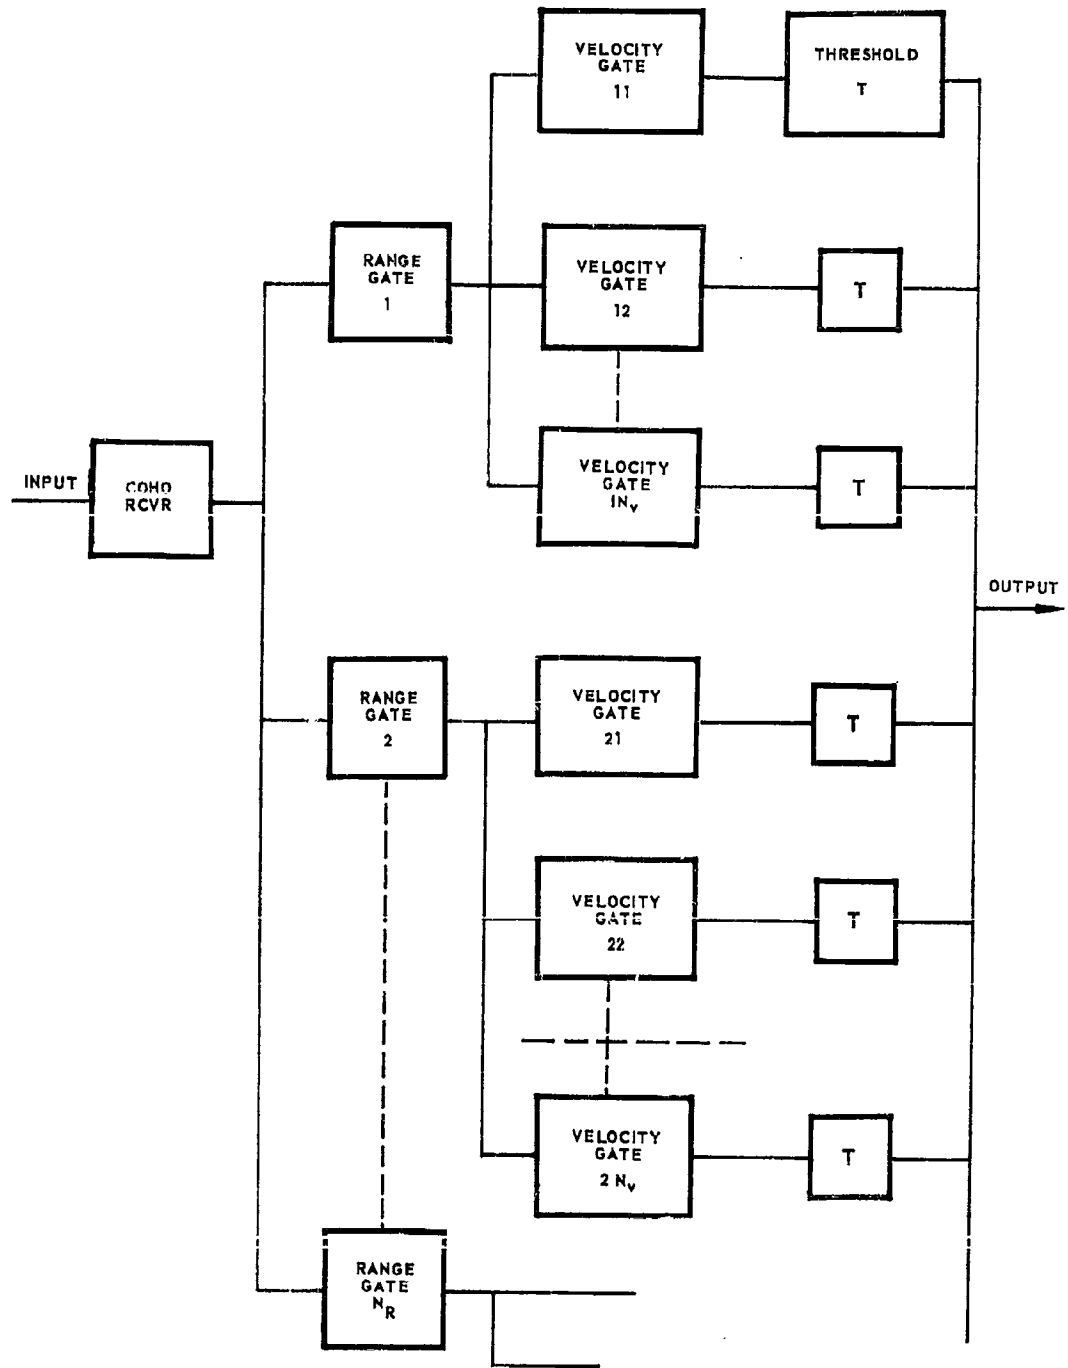 VELOCITY
GATE
11
THRESHOLD
T
RANGE
GATE
1
VELOCITY
GATE
12
T
VELOCITY
GATE
1N_v
T
INPUT
COHO
RCVR
OUTPUT
RANGE
GATE
2
VELOCITY
GATE
21
T
VELOCITY
GATE
22
T
VELOCITY
GATE
2 N_v
T
RANGE
GATE
N_R